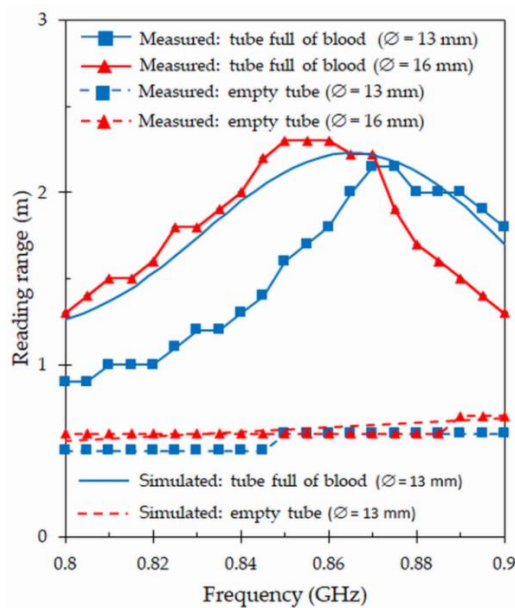 3
Measured: tube full of blood (∅ = 13 mm)
Measured: tube full of blood (∅ = 16 mm)
Measured: empty tube (∅ = 13 mm)
Measured: empty tube (∅ = 16 mm)
2
Reading range (m)
1
Simulated: tube full of blood (∅ = 13 mm)
Simulated: empty tube (∅ = 13 mm)
0
0.8 0.82 0.84 0.86 0.88 0.9
Frequency (GHz)